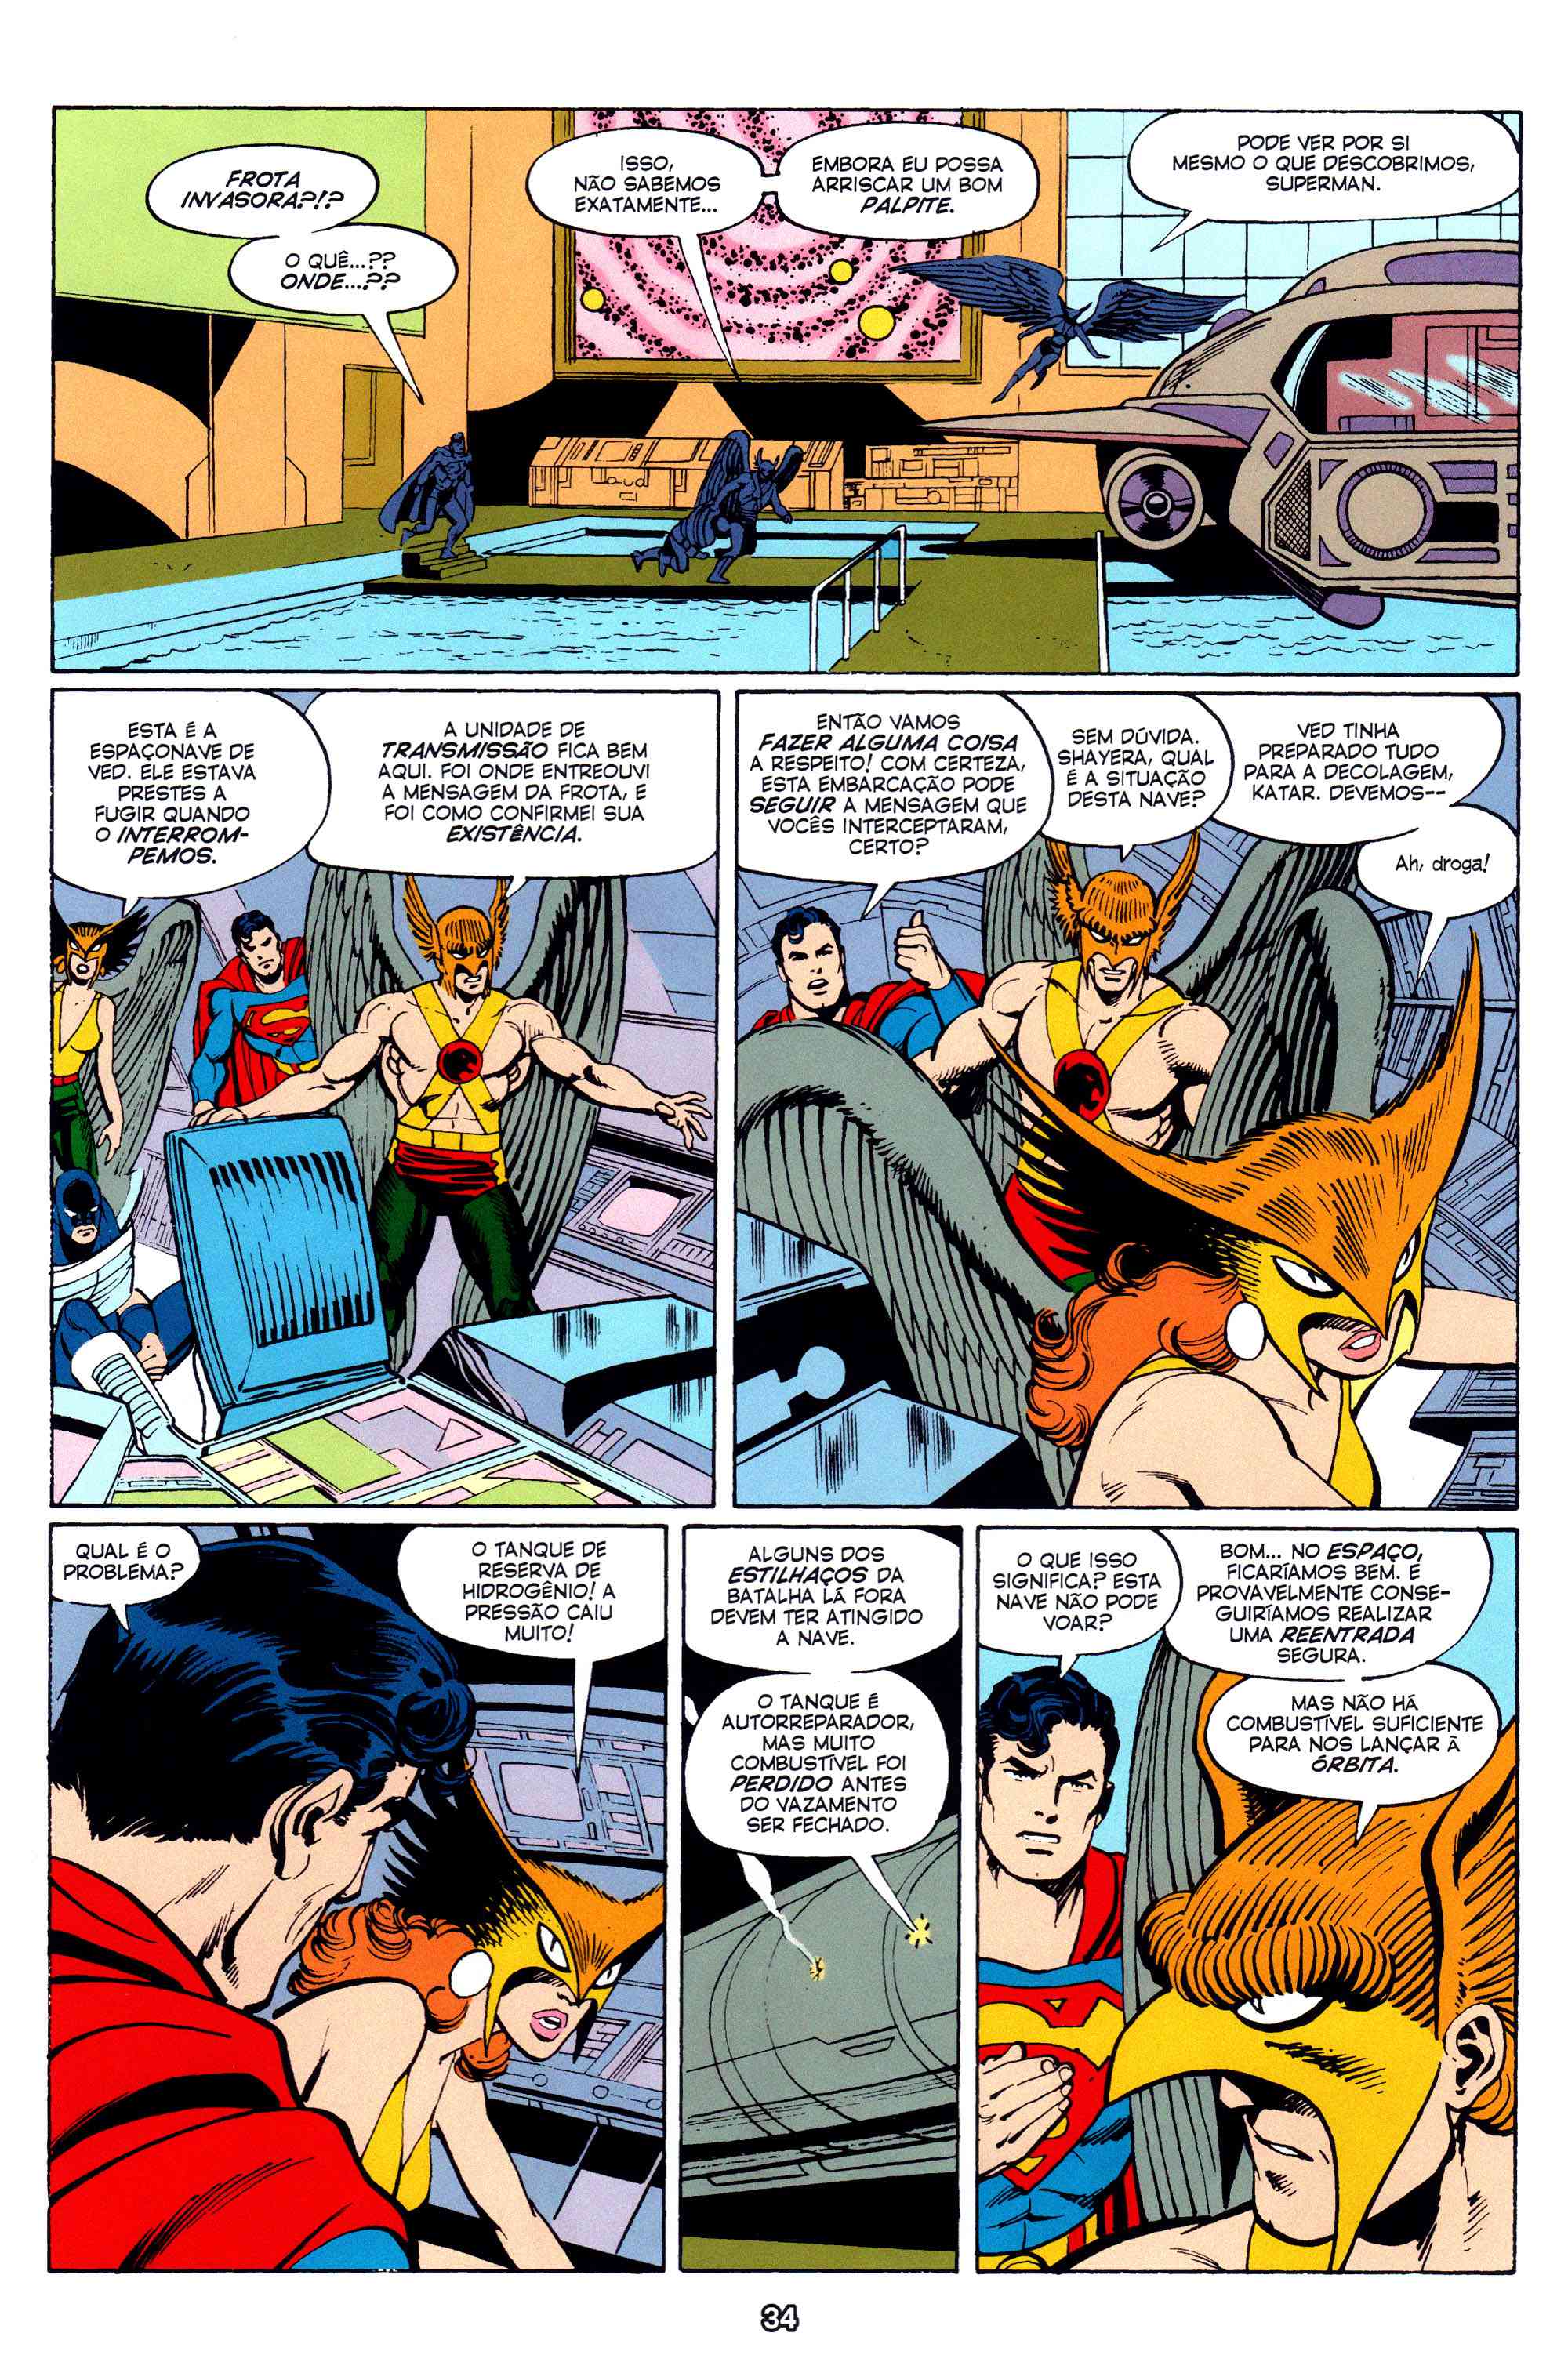 FROTA
INVASORA?!?
O QUÊ...??
ONDE...??
ISSO,
NÃO SABEMOS
EXATAMENTE...
EMBORA EU POSSA
ARRISCAR UM BOM
PALPITE.
PODE VER POR SI
MESMO O QUE DESCOBRIMOS,
SUPERMAN.
ESTA É A
ESPAÇONAVE DE
VED. ELE ESTAVA
PRESTES A
FUGIR QUANDO
O INTERROM-
PEMOS.
A UNIDADE DE
TRANSMISSÃO FICA BEM
AQUI. FOI ONDE ENTREOUVI
A MENSAGEM DA FROTA, E
FOI COMO CONFIRMEI SUA
EXISTÊNCIA.
ENTÃO VAMOS
FAZER ALGUMA COISA
A RESPEITO! COM CERTEZA,
ESTA EMBARCAÇÃO PODE
SEGUIR A MENSAGEM QUE
VOCÊS INTERCEPTARAM,
CERTO?
SEM DÚVIDA.
SHAYERA, QUAL
É A SITUAÇÃO
DESTA NAVE?
VED TINHA
PREPARADO TUDO
PARA A DECOLAGEM,
KATAR. DEVEMOS--
Ah, droga!
QUAL É O
PROBLEMA?
O TANQUE DE
RESERVA DE
HIDROGÊNIO! A
PRESSÃO CAIU
MUITO!
ALGUNS DOS
ESTILHAÇOS DA
BATALHA LÁ FORA
DEVEM TER ATINGIDO
A NAVE.
O TANQUE É
AUTORREPARADOR,
MAS MUITO
COMBUSTÍVEL FOI
PERDIDO ANTES
DO VAZAMENTO
SER FECHADO.
O QUE ISSO
SIGNIFICA? ESTA
NAVE NÃO PODE
VOAR?
BOM... NO ESPAÇO,
FICARÍAMOS BEM. E
PROVAVELMENTE CONSE-
GUIRÍAMOS REALIZAR
UMA REENTRADA
SEGURA.
MAS NÃO HÁ
COMBUSTÍVEL SUFICIENTE
PARA NOS LANÇAR À
ÓRBITA.
34